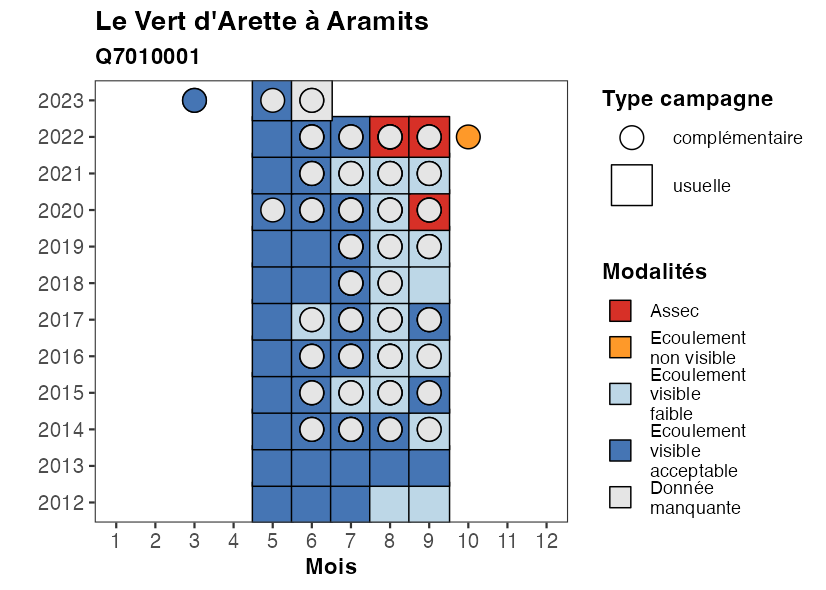 Le Vert d'Arette à Aramits
Q7010001
2023
2022
2021
2020
2019
2018
2017
2016
2015
2014
2013
2012
1 2 3 4 5 6 7 8 9 10 11 12
Mois
Type campagne
complémentaire
usuelle
Modalités
Assec
Ecoulement
non visible
Ecoulement
visible
faible
Ecoulement
visible
acceptable
Donnée
manquante